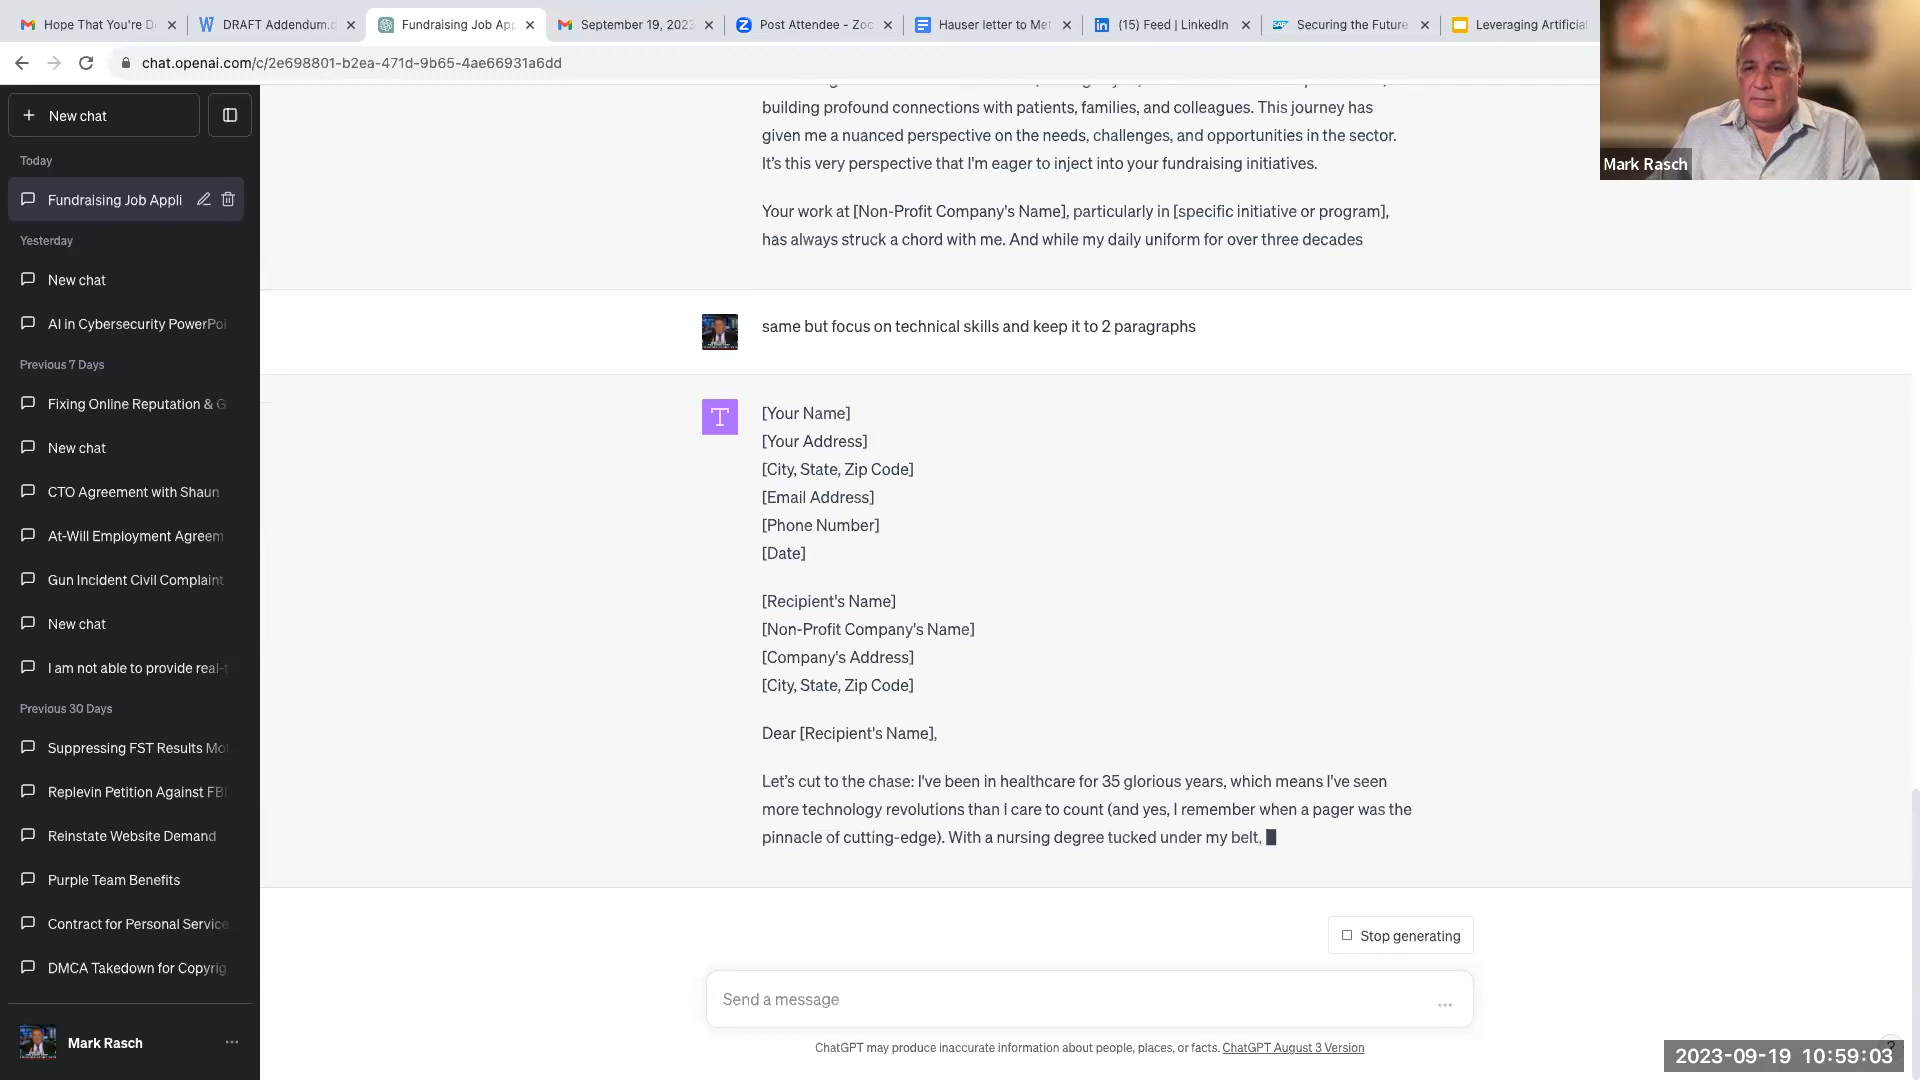 Hope That You're D
DRAFT Addendum.d
Fundraising Job App
September 19, 2023
Post Attendee - Zoo
Hauser letter to Met
(15) Feed | LinkedIn
Securing the Future
Leveraging Artificial
chat.openai.com/c/2e698801-b2ea-471d-9b65-4ae66931a6dd
Mark Rasch
New chat
Today
Fundraising Job Appli
Yesterday
New chat
AI in Cybersecurity PowerPoi
Previous 7 Days
Fixing Online Reputation & G
New chat
CTO Agreement with Shaun
At-Will Employment Agreem
Gun Incident Civil Complaint
New chat
I am not able to provide real-t
Previous 30 Days
Suppressing FST Results Mo
Replevin Petition Against FBI
Reinstate Website Demand
Purple Team Benefits
Contract for Personal Service
DMCA Takedown for Copyrig
Mark Rasch
building profound connections with patients, families, and colleagues. This journey has
given me a nuanced perspective on the needs, challenges, and opportunities in the sector.
It's this very perspective that I'm eager to inject into your fundraising initiatives.
Your work at [Non-Profit Company's Name], particularly in [specific initiative or program],
has always struck a chord with me. And while my daily uniform for over three decades
same but focus on technical skills and keep it to 2 paragraphs
T
[Your Name]
[Your Address]
[City, State, Zip Code]
[Email Address]
[Phone Number]
[Date]
[Recipient's Name]
[Non-Profit Company's Name]
[Company's Address]
[City, State, Zip Code]
Dear [Recipient's Name],
Let's cut to the chase: I've been in healthcare for 35 glorious years, which means I've seen
more technology revolutions than I care to count (and yes, I remember when a pager was the
pinnacle of cutting-edge). With a nursing degree tucked under my belt,
Stop generating
Send a message
ChatGPT may produce inaccurate information about people, places, or facts. ChatGPT August 3 Version
2023-09-19 10:59:03